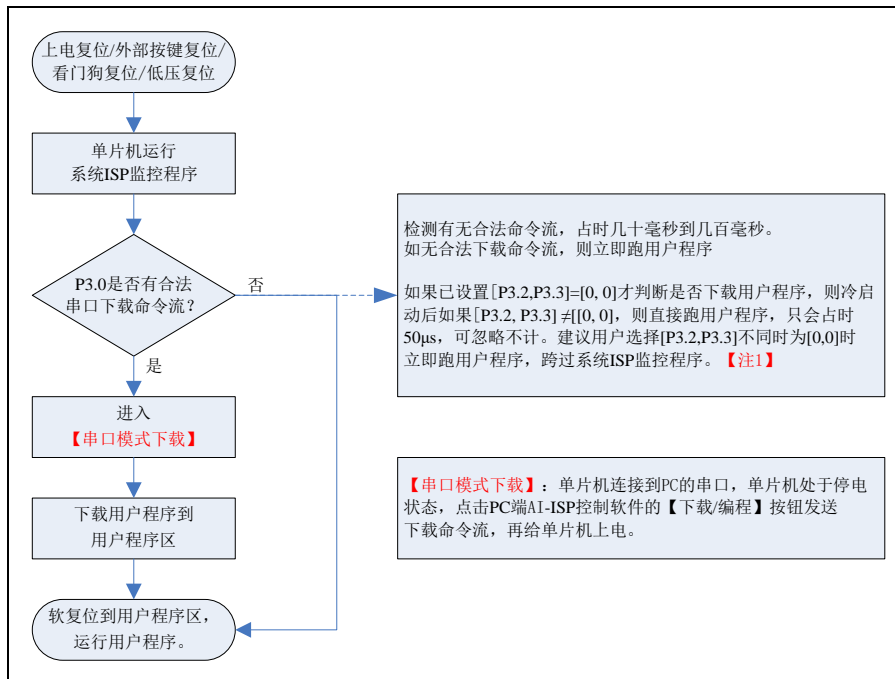 上电复位/外部按键复位/
看门狗复位/低压复位
单片机运行
系统ISP监控程序
P3.0是否有合法
串口下载命令流？
否
是
进入
【串口模式下载】
下载用户程序到
用户程序区
软复位到用户程序区，
运行用户程序。
检测有无合法命令流，占时几十毫秒到几百毫秒。
如无合法下载命令流，则立即跑用户程序
如果已设置[P3.2,P3.3]=[0, 0]才判断是否下载用户程序，则冷启
动后如果[P3.2, P3.3] ≠[[0, 0]，则直接跑用户程序，只会占时
50μs，可忽略不计。建议用户选择[P3.2,P3.3]不同时为[0,0]时
立即跑用户程序，跨过系统ISP监控程序。【注1】
【串口模式下载】：单片机连接到PC的串口，单片机处于停电
状态，点击PC端AI-ISP控制软件的【下载/编程】按钮发送
下载命令流，再给单片机上电。